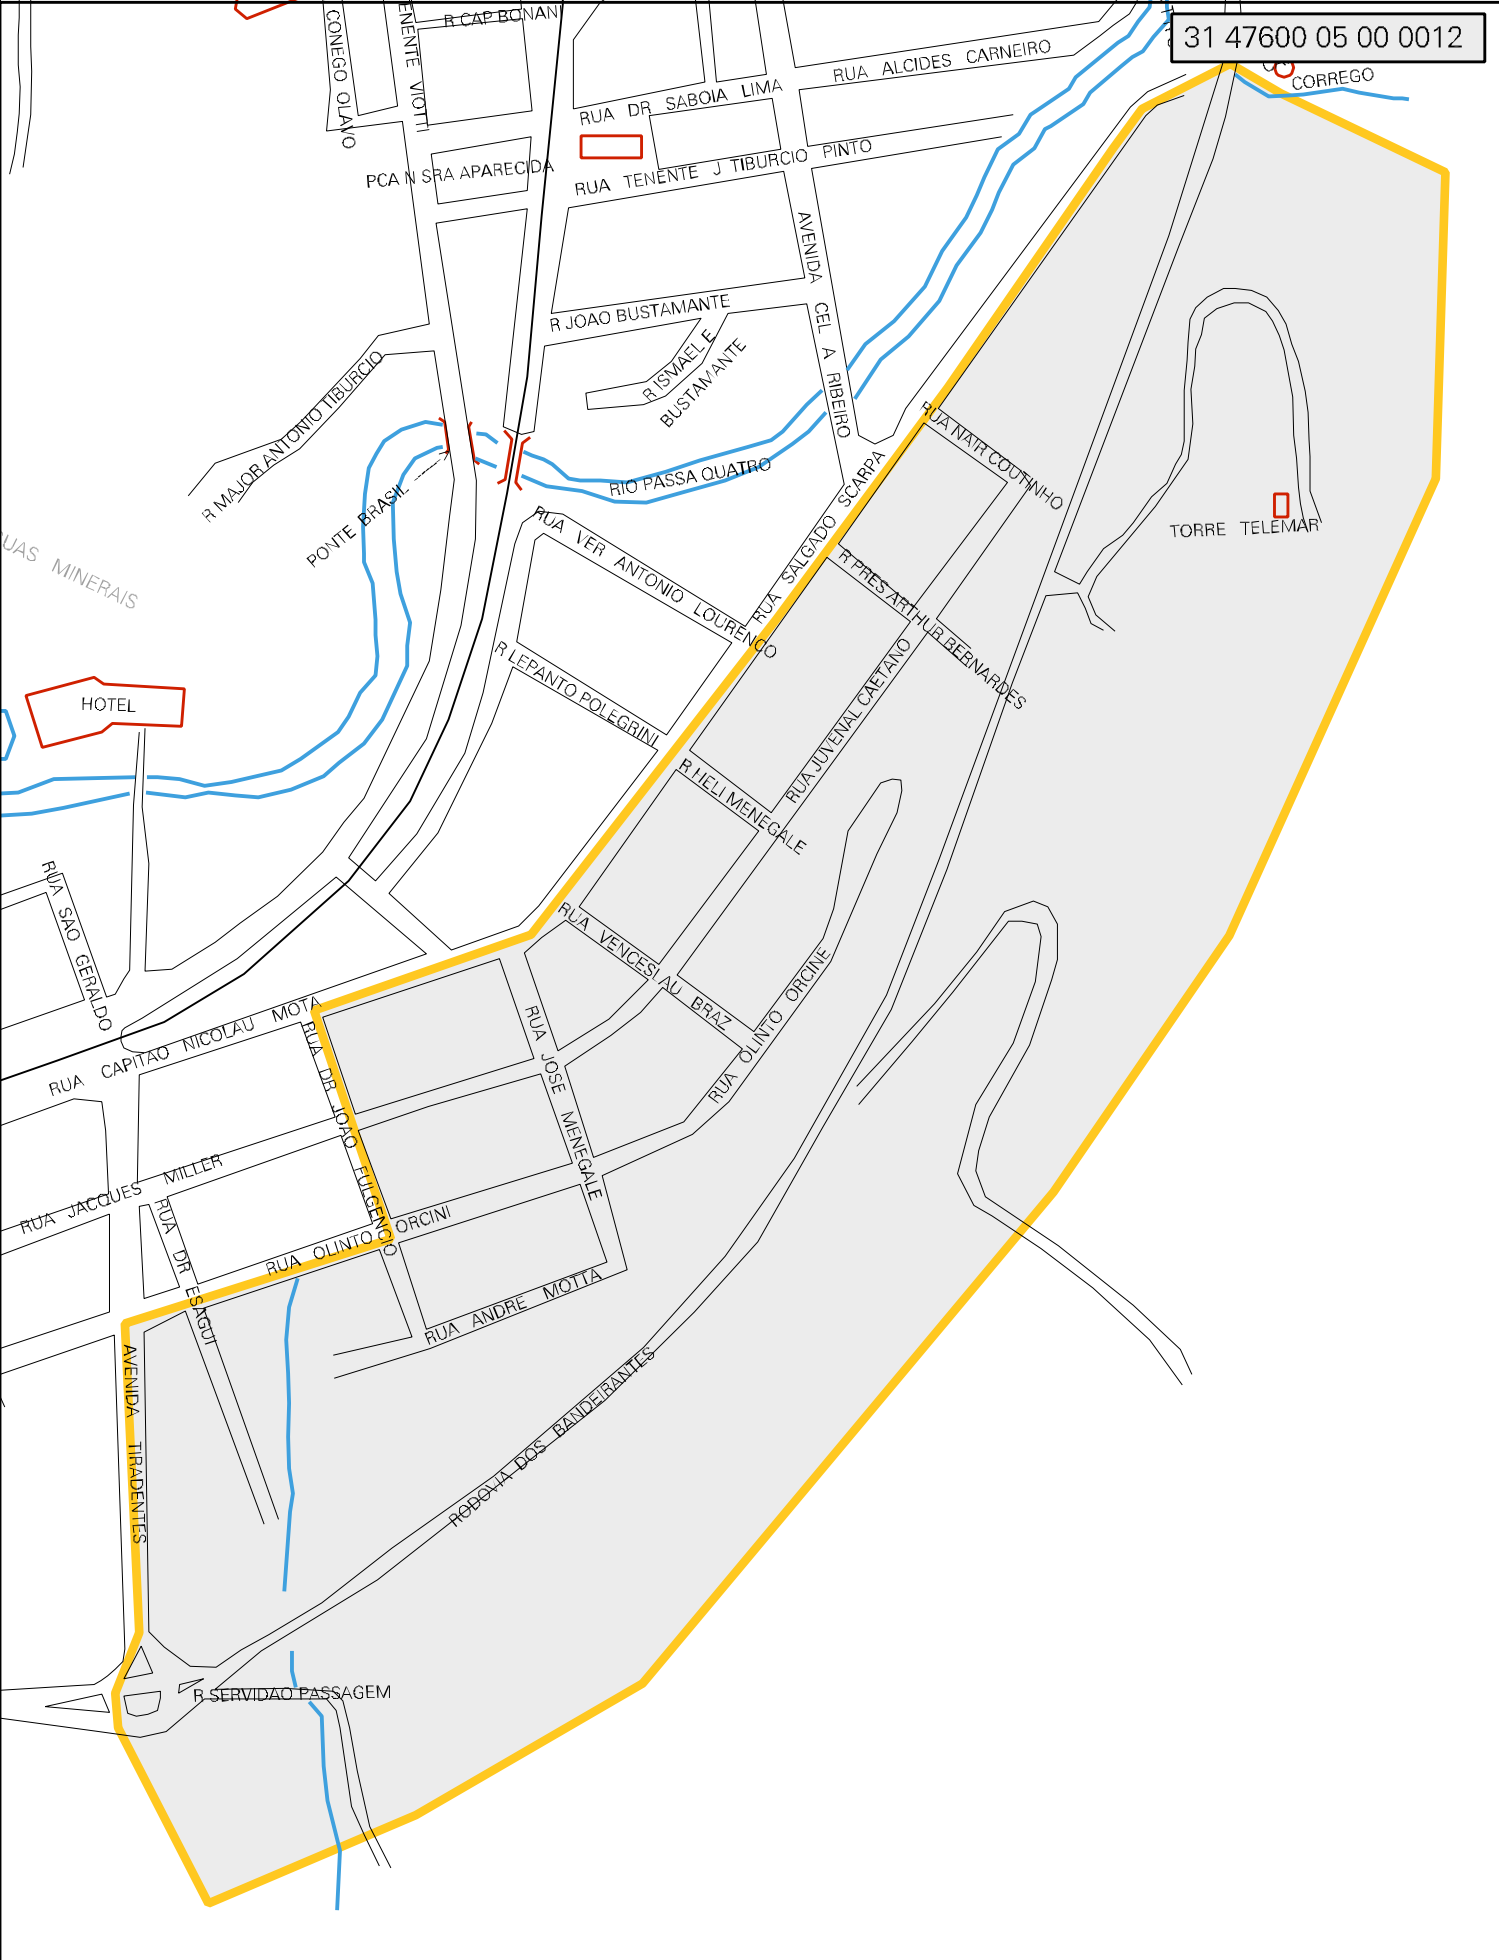 R CAP BONAN
CONEGO OLAVO
ENENTE VIOTTI
31 47600 05 00 0012
CORREGO
RUA ALCIDES CARNEIRO
RUA DR SABOIA LIMA
PCA N SRA APARECIDA
RUA TENENTE J TIBURCIO PINTO
AVENIDA CEL A RIBEIRO
R JOAO BUSTAMANTE
R ISMAEL E
BUSTAMANTE
R MAJOR ANTONIO TIBURCIO
RIO PASSA QUATRO
PONTE BRASIL
RUA NAIR COUTINHO
TORRE TELEMAR
UAS MINERAIS
RUA VER ANTONIO LOURENCO
RUA SALGADO SCARPA
R PRES ARTHUR BERNARDES
R LEPANTO POLEGRINI
RUA JUVENAL CAETANO
HOTEL
R HELI MENEGALE
RUA SAO GERALDO
RUA VENCESLAU BRAZ
RUA OLINTO ORCINE
RUA CAPITAO NICOLAU MOTA
RUA DR JOAO FULGENCIO
RUA JOSE MENEGALE
RUA JACQUES MILLER
RUA DR ESAGUI
RUA OLINTO ORCINI
RUA ANDRE MOTTA
AVENIDA TIRADENTES
RODOVIA DOS BANDEIRANTES
R SERVIDAO PASSAGEM